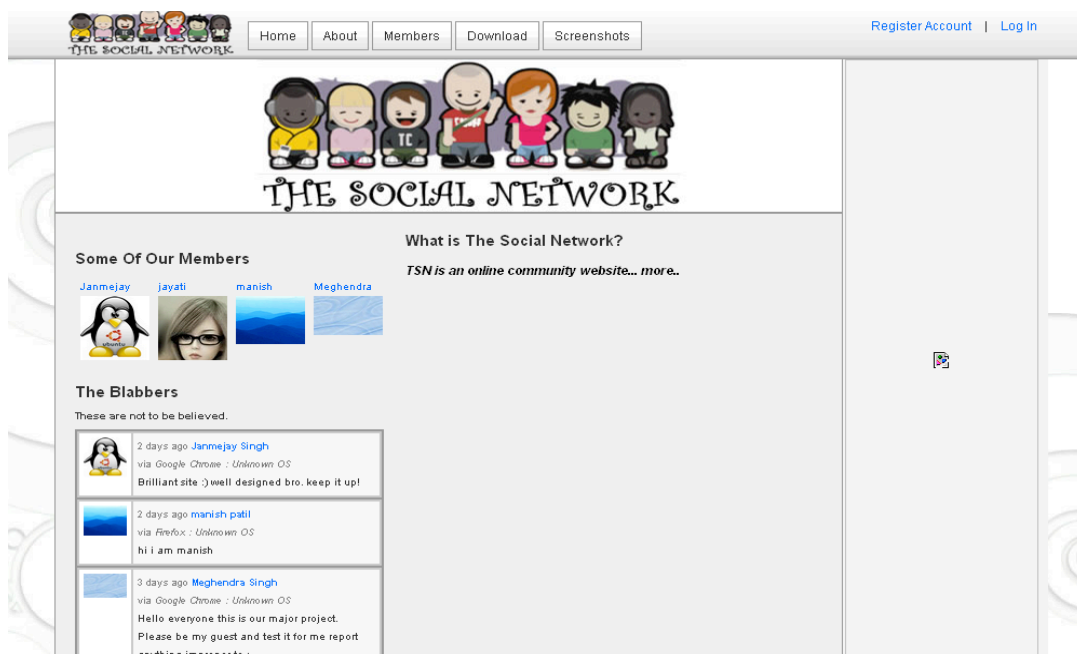 THE SOCIAL NETWORK
Home About Members Download Screenshots
Register Account | Log In
TC
THE SOCIAL NETWORK
Some Of Our Members
Janmejay jayati manish Meghendra
ubuntu
The Blabbers
These are not to be believed.
2 days ago Janmejay Singh
via Google Chrome : Unknown OS
Brilliant site :) well designed bro. keep it up!
2 days ago manish patil
via Firefox : Unknown OS
hi i am manish
3 days ago Meghendra Singh
via Google Chrome : Unknown OS
Hello everyone this is our major project.
Please be my guest and test it for me report
What is The Social Network?
TSN is an online community website... more..